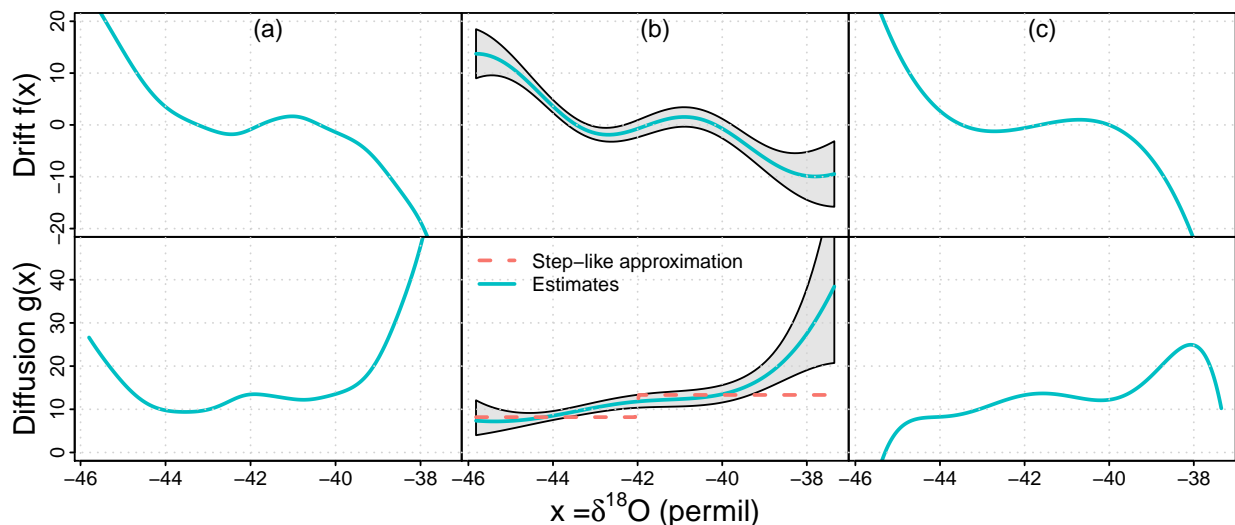 (a) (b) (c)
Drift f(x)
20
10
0
−10
−20
Diffusion g(x)
40
30
20
10
0
Step−like approximation
Estimates
−46 −44 −42 −40 −38 −46 −44 −42 −40 −38 −46 −44 −42 −40 −38
x =δ¹⁸O (permil)